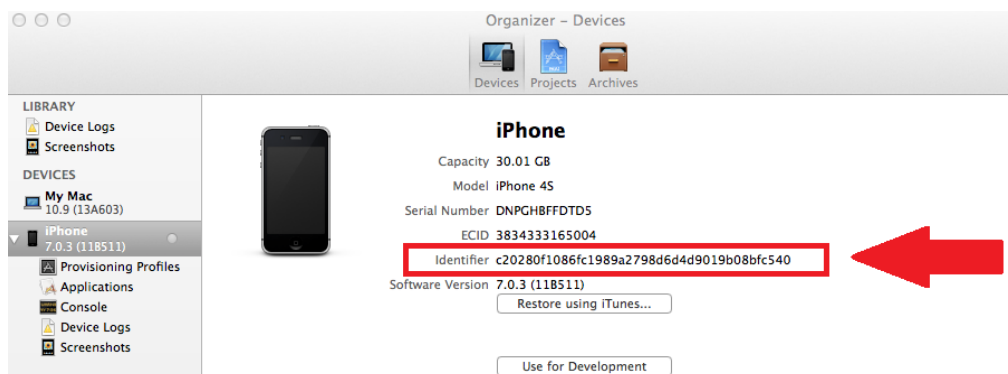 Organizer – Devices
Devices Projects Archives
LIBRARY
Device Logs
Screenshots
DEVICES
My Mac
10.9 (13A603)
iPhone
7.0.3 (11B511)
Provisioning Profiles
Applications
Console
Device Logs
Screenshots
iPhone
Capacity 30.01 GB
Model iPhone 4S
Serial Number DNPGHBFFDTD5
ECID 3834333165004
Identifier c20280f1086fc1989a2798d6d4d9019b08bfc540
Software Version 7.0.3 (11B511)
Restore using iTunes...
Use for Development